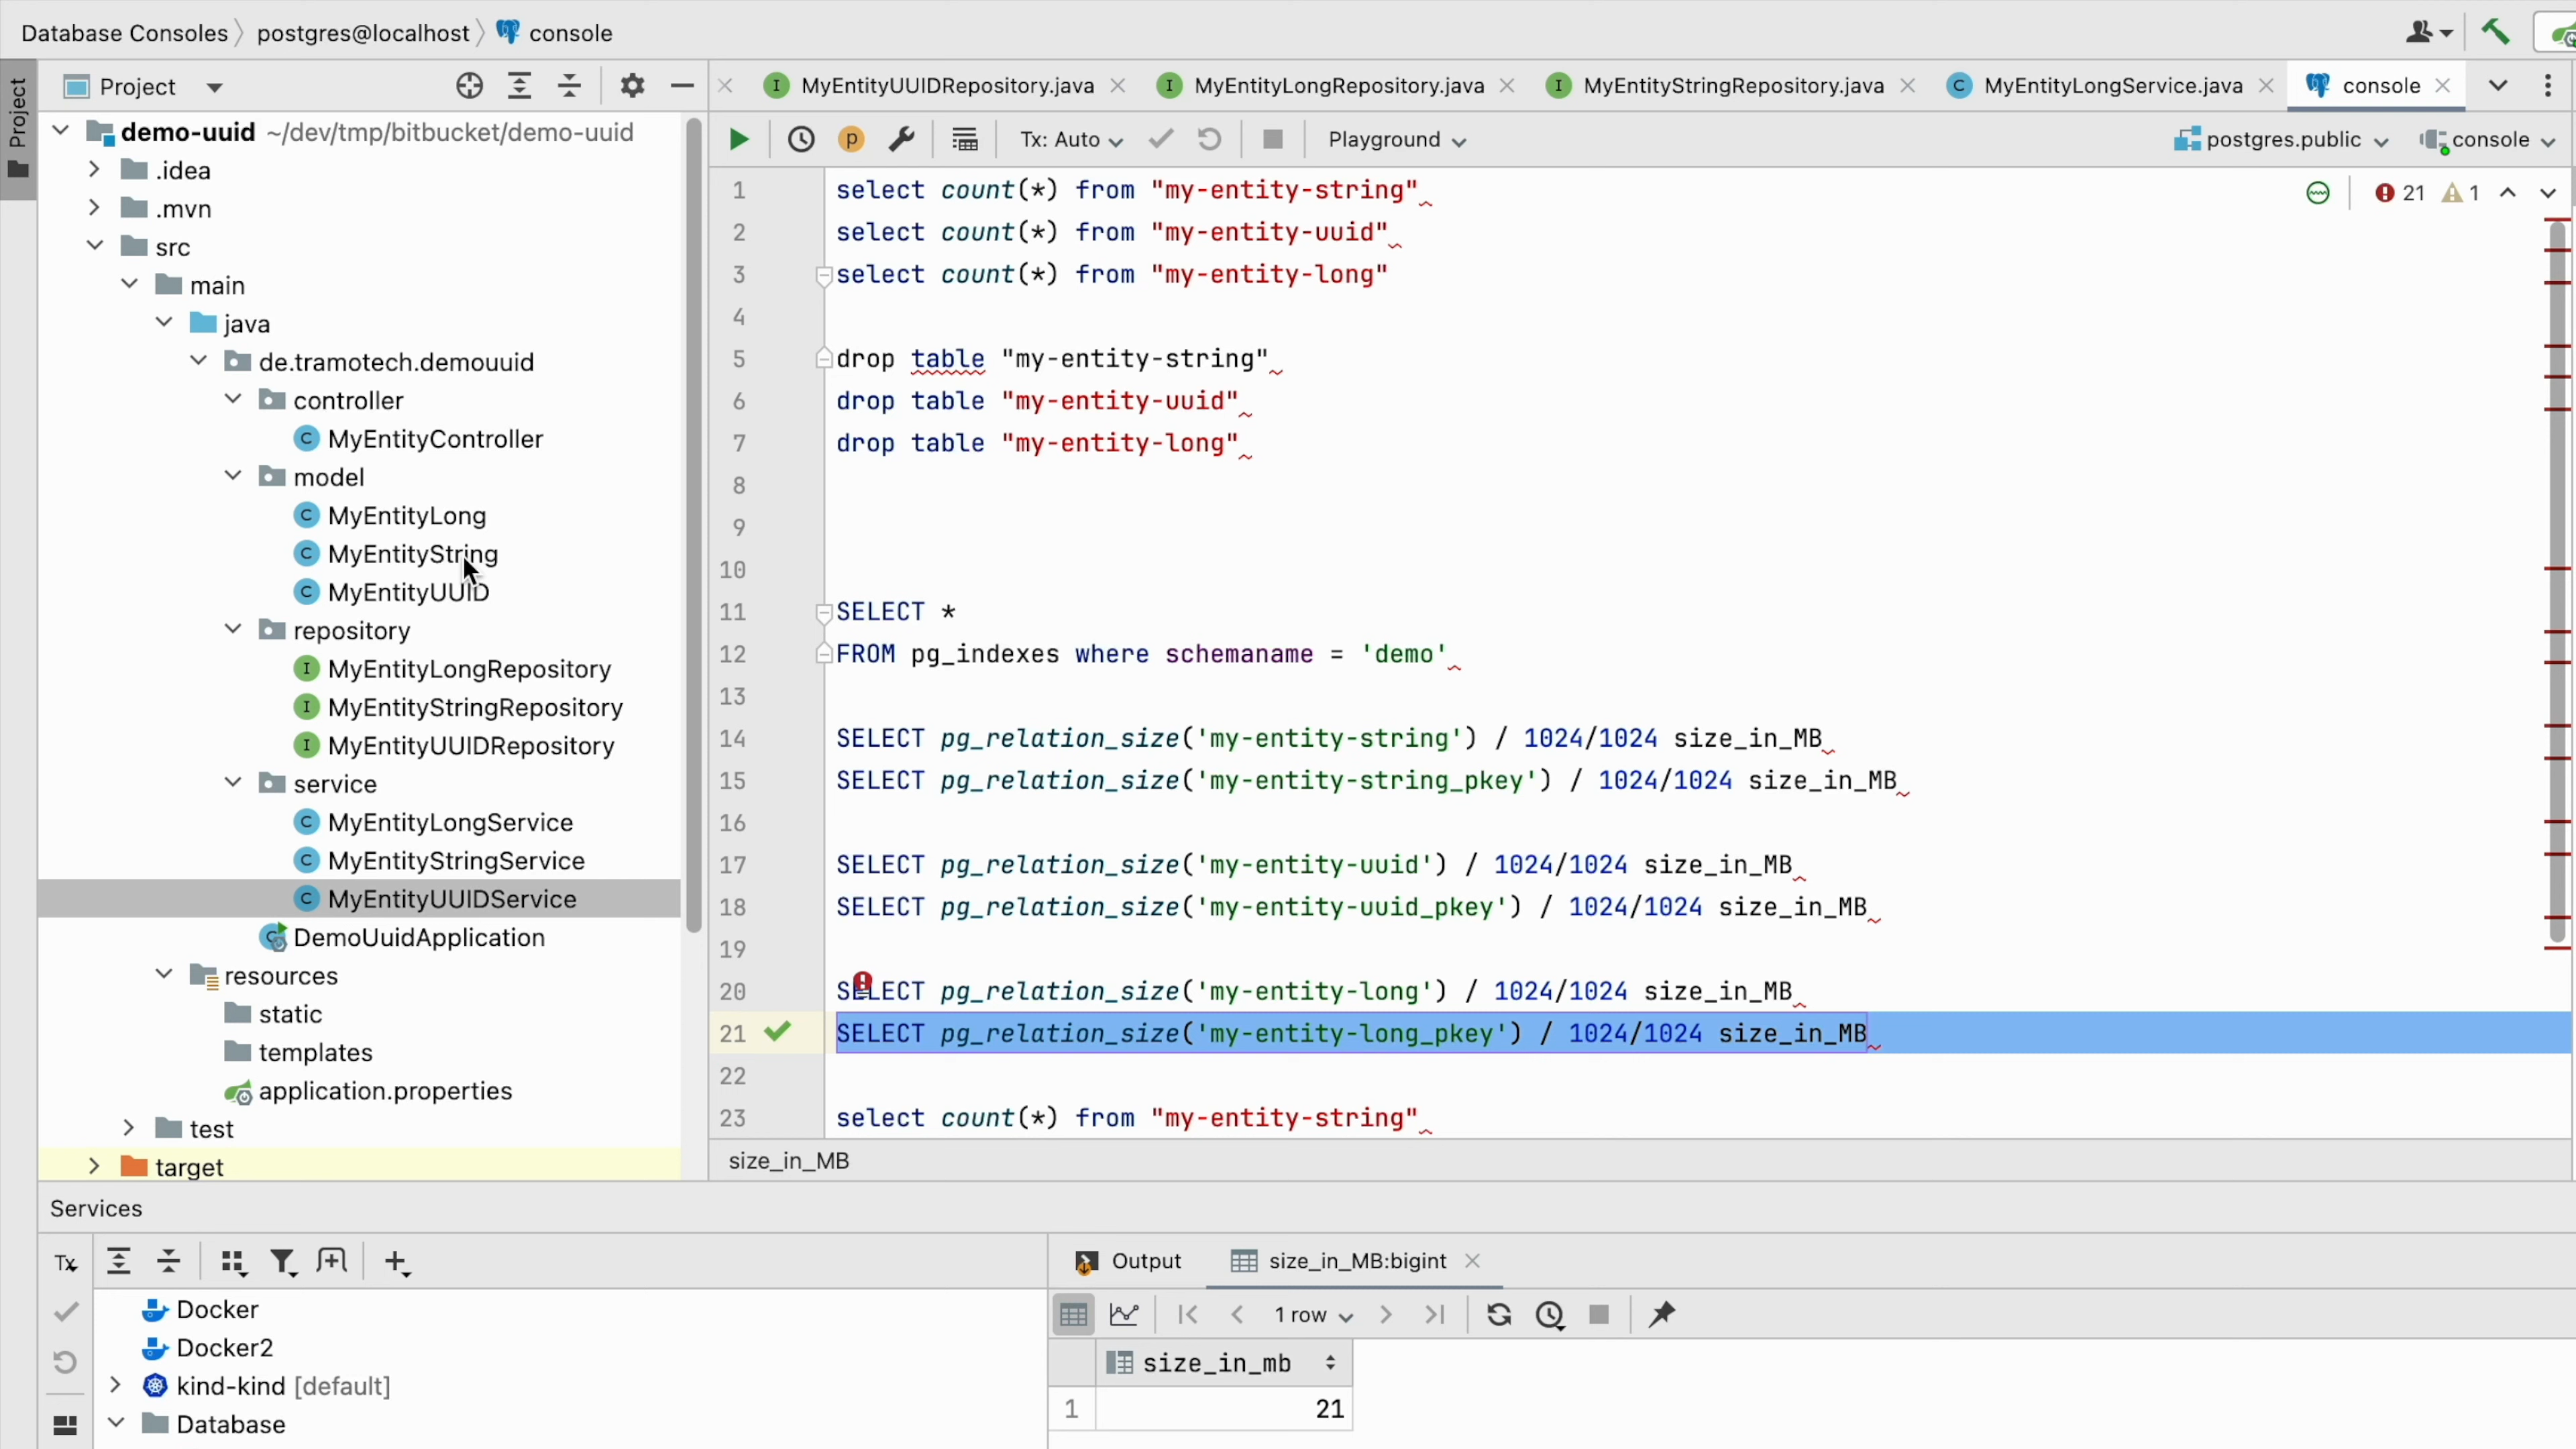 Database Consoles postgres@localhost console
Project
Project
demo-uuid ~/dev/tmp/bitbucket/demo-uuid
.idea
.mvn
src
main
java
de.tramotech.demouuid
controller
MyEntityController
model
MyEntityLong
MyEntityString
MyEntityUUID
repository
MyEntityLongRepository
MyEntityStringRepository
MyEntityUUIDRepository
service
MyEntityLongService
MyEntityStringService
MyEntityUUIDService
DemoUuidApplication
resources
static
templates
application.properties
test
target
MyEntityUUIDRepository.java MyEntityLongRepository.java MyEntityStringRepository.java MyEntityLongService.java console
Tx: Auto Playground postgres.public console
21 1
1 select count(*) from "my-entity-string"
2 select count(*) from "my-entity-uuid"
3 select count(*) from "my-entity-long"
4
5 drop table "my-entity-string"
6 drop table "my-entity-uuid"
7 drop table "my-entity-long"
8
9
10
11 SELECT *
12 FROM pg_indexes where schemaname = 'demo'
13
14 SELECT pg_relation_size('my-entity-string') / 1024/1024 size_in_MB
15 SELECT pg_relation_size('my-entity-string_pkey') / 1024/1024 size_in_MB
16
17 SELECT pg_relation_size('my-entity-uuid') / 1024/1024 size_in_MB
18 SELECT pg_relation_size('my-entity-uuid_pkey') / 1024/1024 size_in_MB
19
20 SELECT pg_relation_size('my-entity-long') / 1024/1024 size_in_MB
21 SELECT pg_relation_size('my-entity-long_pkey') / 1024/1024 size_in_MB
22
23 select count(*) from "my-entity-string"
size_in_MB
Services
Tx
Docker
Docker2
kind-kind [default]
Database
Output size_in_MB:bigint
1 row
size_in_mb
1 21